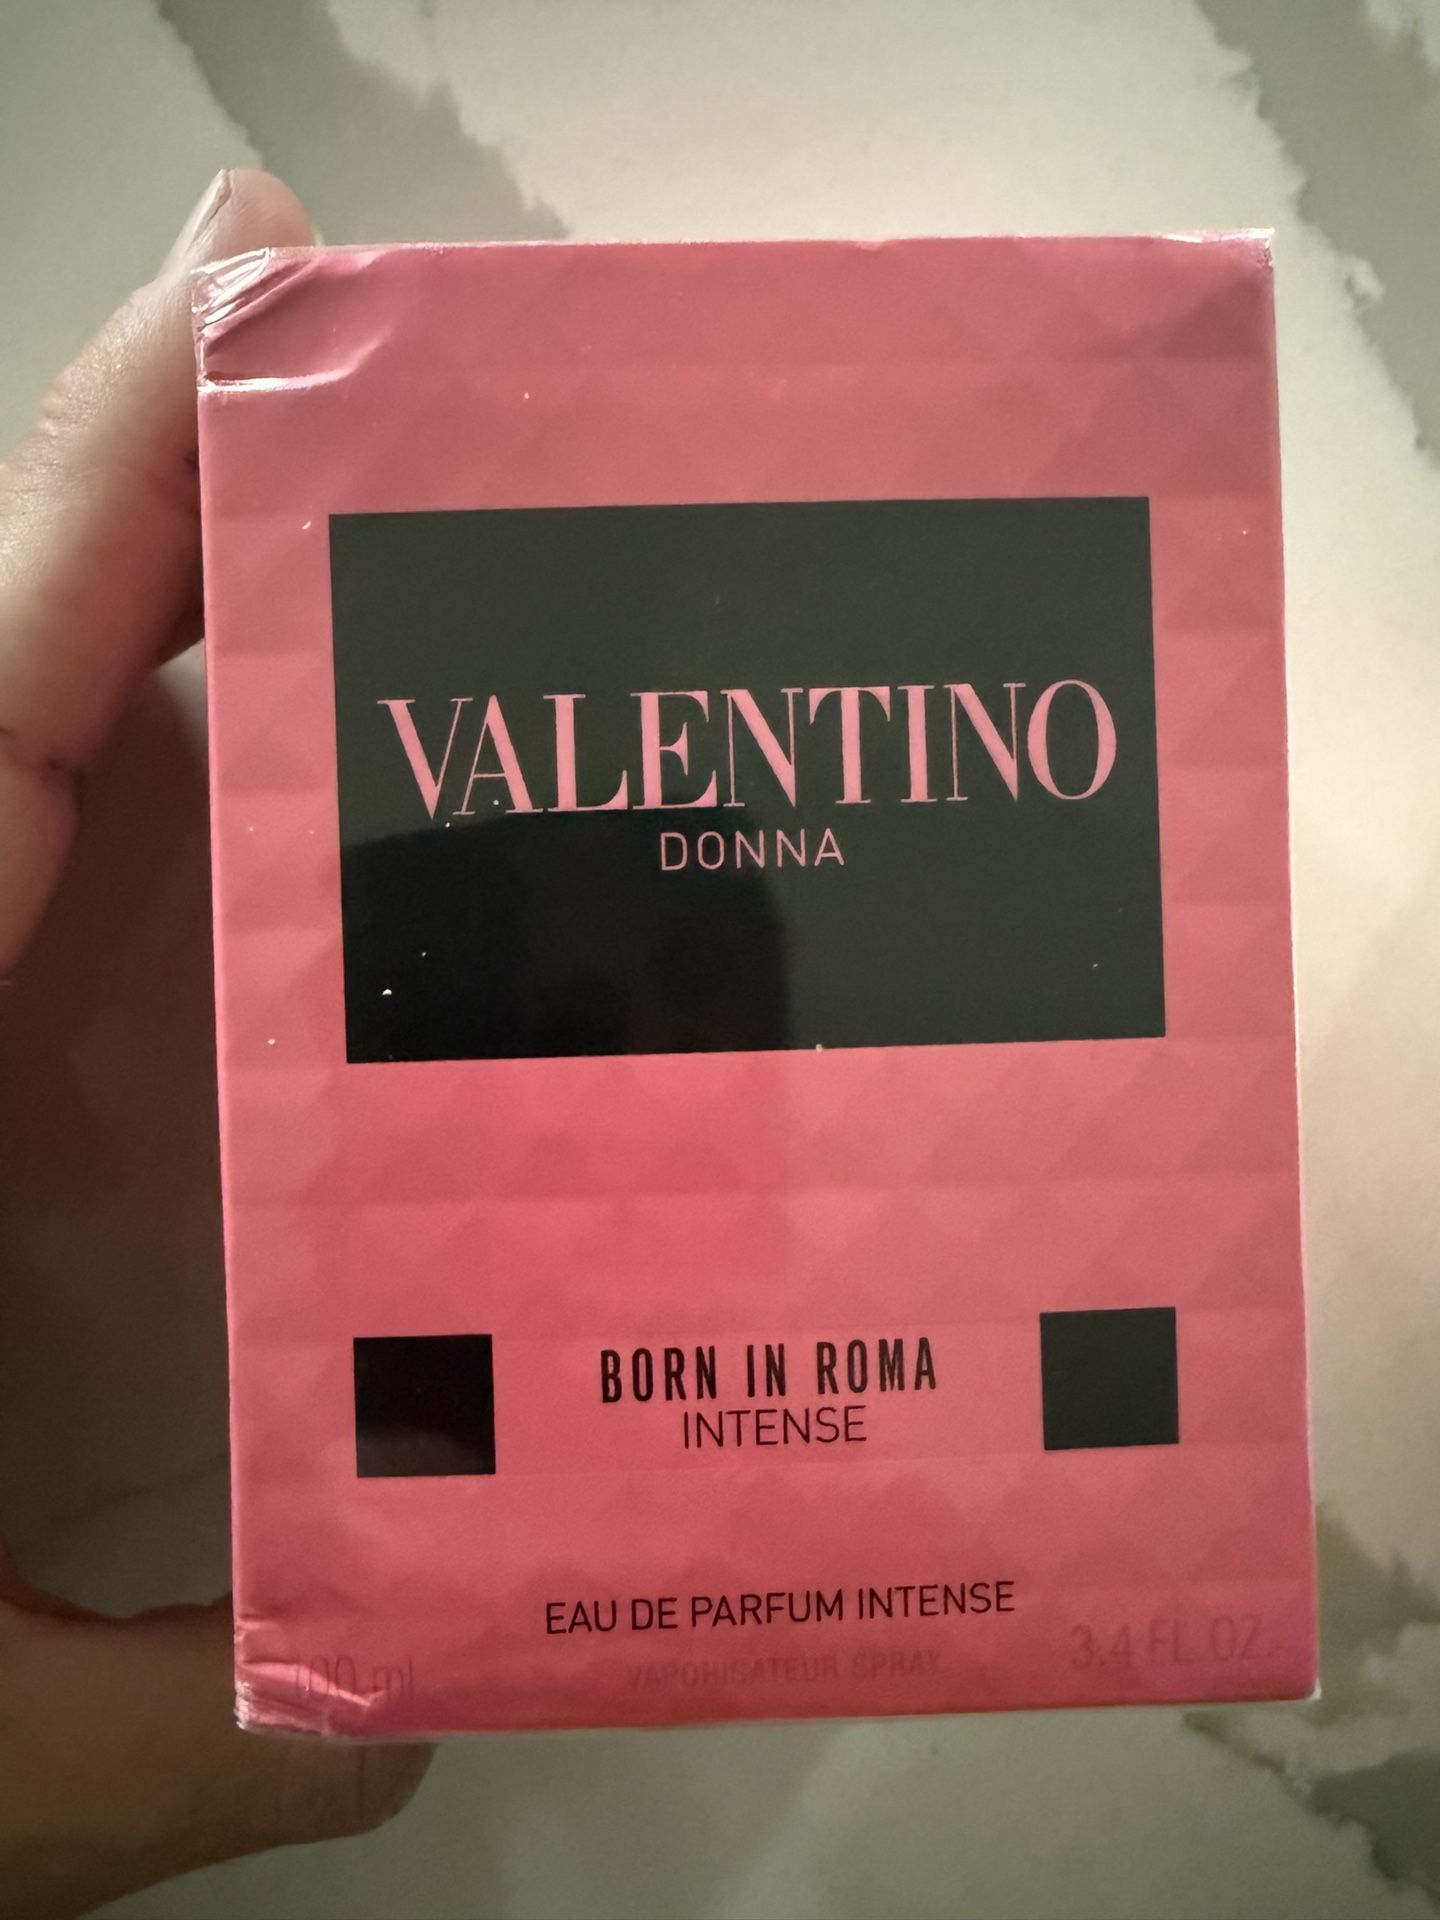 VALENTINO
DONNA
BORN IN ROMA
INTENSE
EAU DE PARFUM INTENSE
100 ml VAPORISATEUR SPRAY 3.4 FL OZ